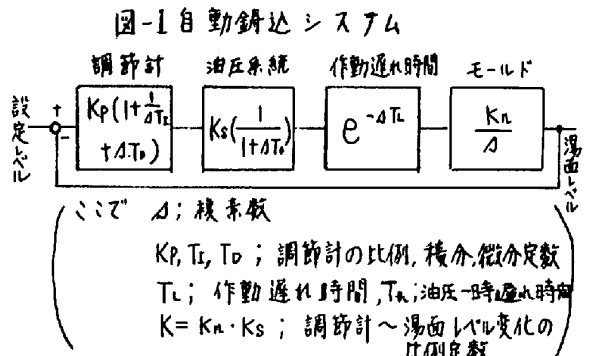 図-1 自動鋳込システム
調節計 油圧系統 作動遅れ時間 モールド
設定レベル
+
-
Kp(1+1/sTI
+sTD)
Ks(1/1+sTs)
e^-sTL
Kn/s
湯面レベル
ここで s; 複素数
KP, TI, TD; 調節計の比例, 積分, 微分定数
TL; 作動遅れ時間, Ts; 油圧一時遅れ時間
K=Kn・Ks; 調節計~湯面レベル変化の
比例定数